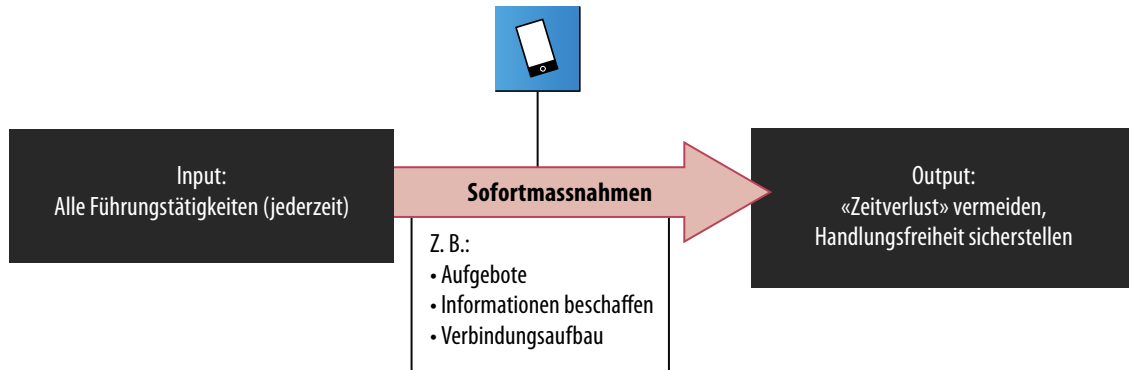 Input:
Alle Führungstätigkeiten (jederzeit)
Sofortmassnahmen
Z. B.:
• Aufgebote
• Informationen beschaffen
• Verbindungsaufbau
Output:
«Zeitverlust» vermeiden,
Handlungsfreiheit sicherstellen